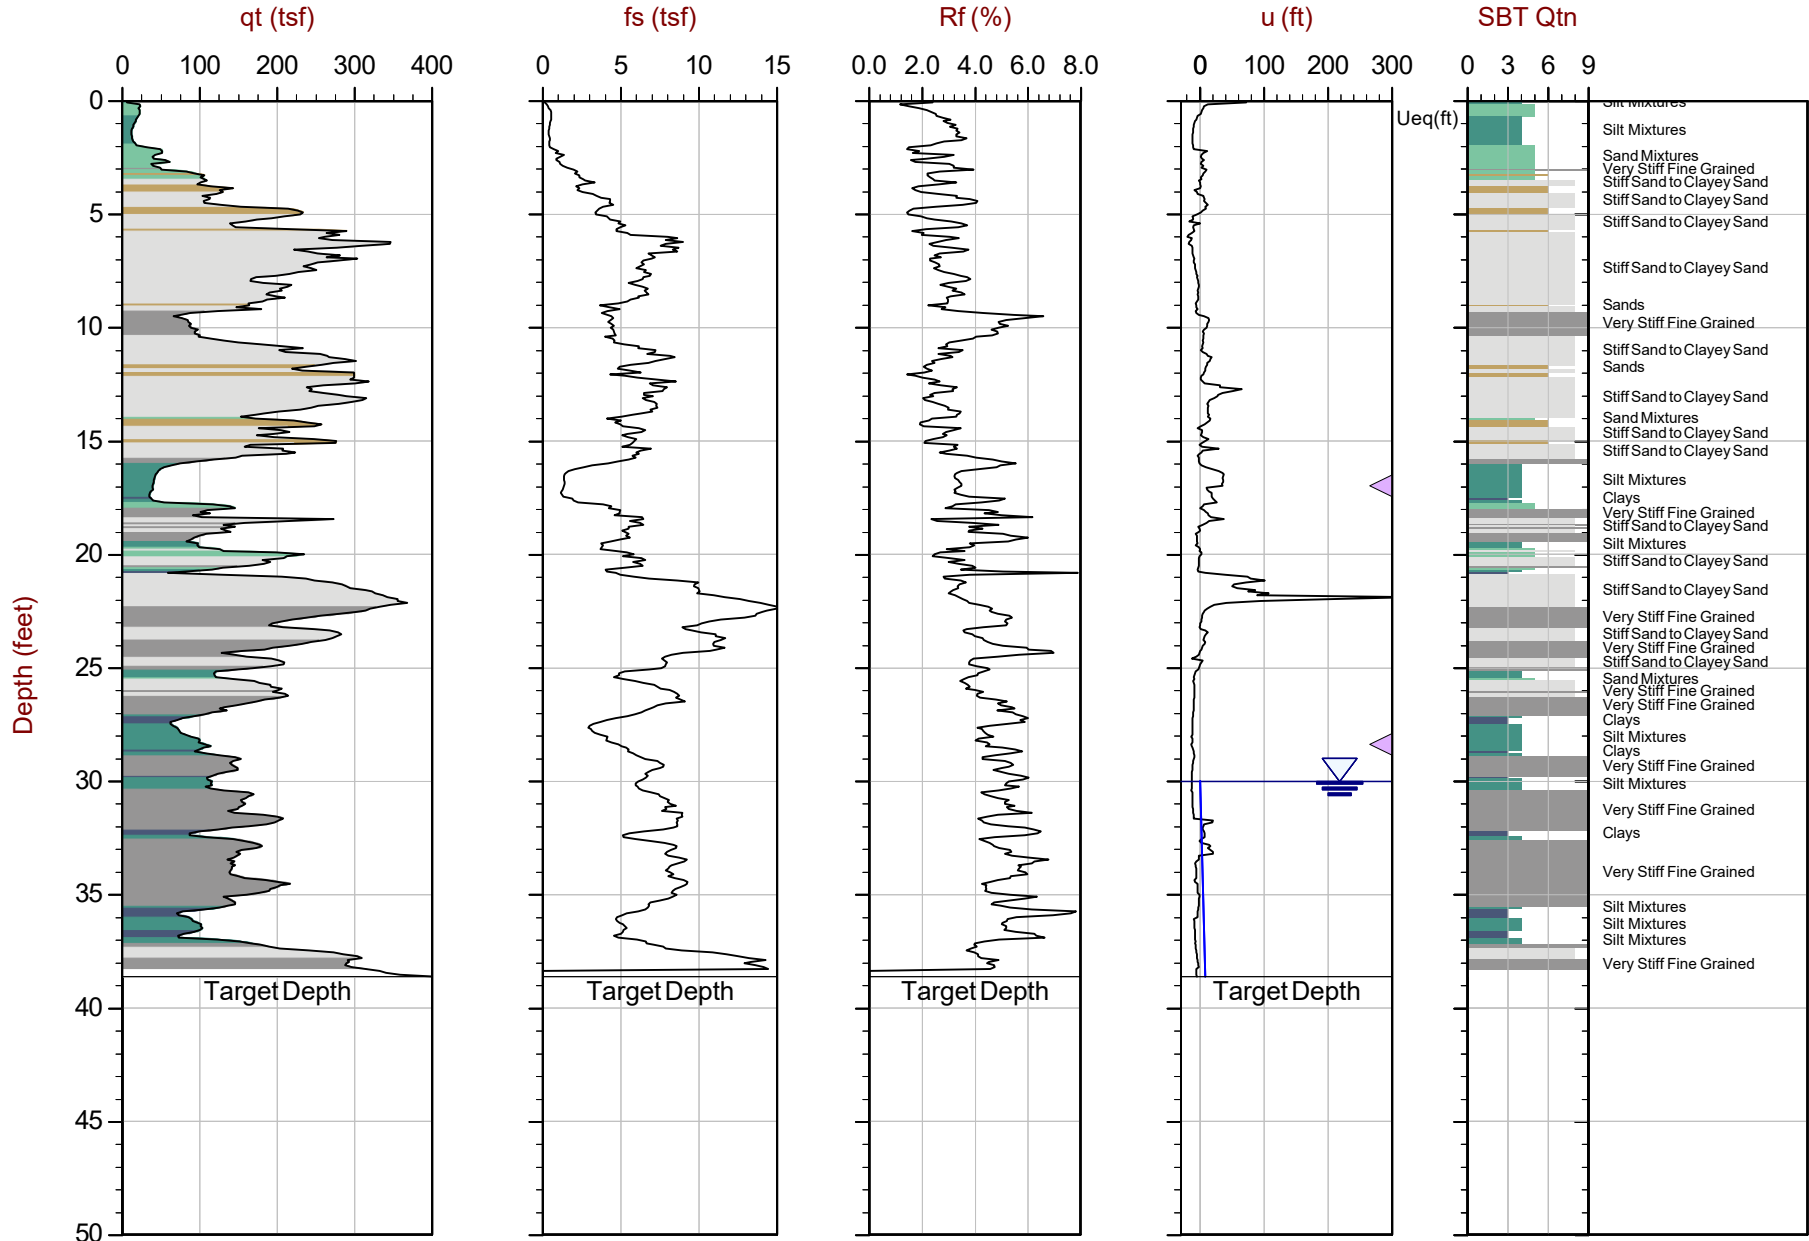 qt (tsf)
fs (tsf)
Rf (%)
u (ft)
SBT Qtn
0 100 200 300 400
0 5 10 15
0.0 2.0 4.0 6.0 8.0
0 100 200 300
0 3 6 9
Depth (feet)
0
5
10
15
20
25
30
35
40
45
50
Ueq(ft)
Silt Mixtures
Silt Mixtures
Sand Mixtures
Very Stiff Fine Grained
Stiff Sand to Clayey Sand
Stiff Sand to Clayey Sand
Stiff Sand to Clayey Sand
Stiff Sand to Clayey Sand
Sands
Very Stiff Fine Grained
Stiff Sand to Clayey Sand
Sands
Stiff Sand to Clayey Sand
Sand Mixtures
Stiff Sand to Clayey Sand
Stiff Sand to Clayey Sand
Silt Mixtures
Clays
Very Stiff Fine Grained
Stiff Sand to Clayey Sand
Silt Mixtures
Stiff Sand to Clayey Sand
Stiff Sand to Clayey Sand
Very Stiff Fine Grained
Stiff Sand to Clayey Sand
Very Stiff Fine Grained
Stiff Sand to Clayey Sand
Sand Mixtures
Very Stiff Fine Grained
Very Stiff Fine Grained
Clays
Silt Mixtures
Clays
Very Stiff Fine Grained
Silt Mixtures
Very Stiff Fine Grained
Clays
Very Stiff Fine Grained
Silt Mixtures
Silt Mixtures
Silt Mixtures
Very Stiff Fine Grained
Target Depth
Target Depth
Target Depth
Target Depth